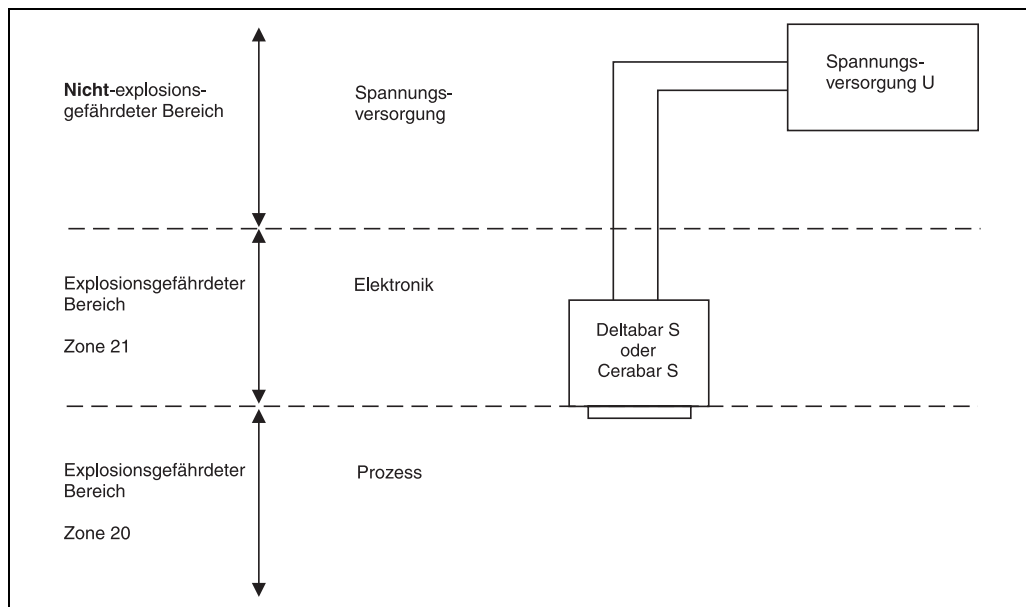 Nicht-explosions-
gefährdeter Bereich
Spannungs-
versorgung
Spannungs-
versorgung U
Explosionsgefährdeter
Bereich
Zone 21
Elektronik
Deltabar S
oder
Cerabar S
Explosionsgefährdeter
Bereich
Zone 20
Prozess